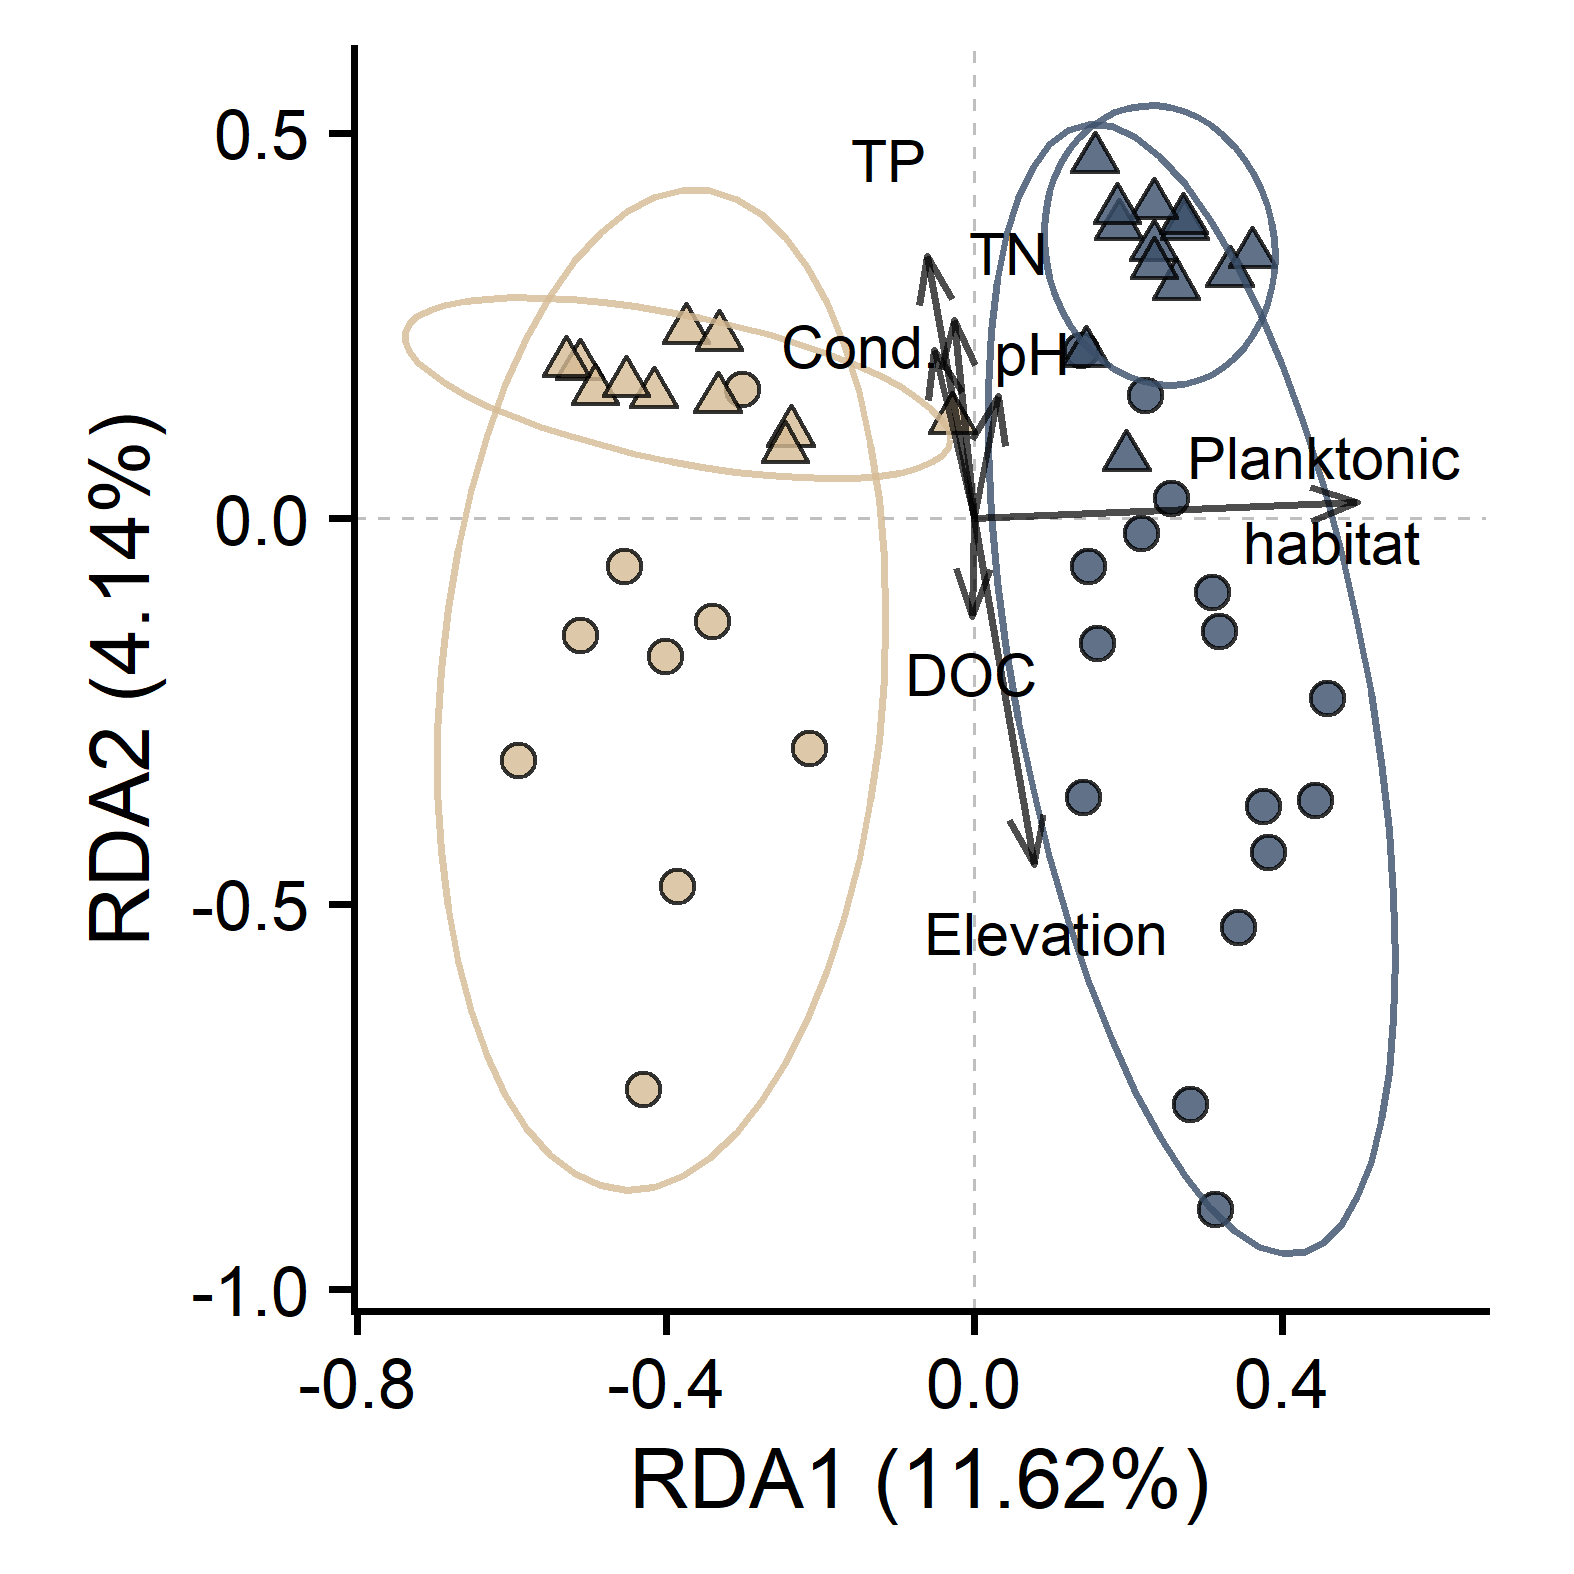 0.5
0.0
-0.5
-1.0
RDA2 (4.14%)
TP
TN
Cond.
pH
Planktonic
habitat
DOC
Elevation
-0.8
-0.4
0.0
0.4
RDA1 (11.62%)